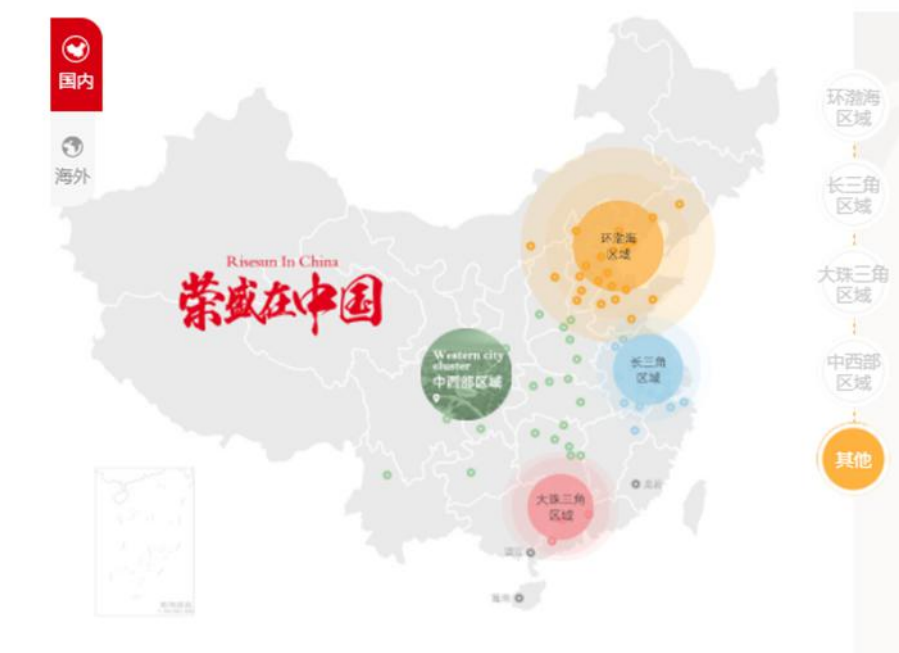 国内
海外
Risesun In China
荣盛在中国
环渤海
区域
Western city
cluster
中西部区域
长三角
区域
大珠三角
区域
环渤海
区域
长三角
区域
大珠三角
区域
中西部
区域
其他